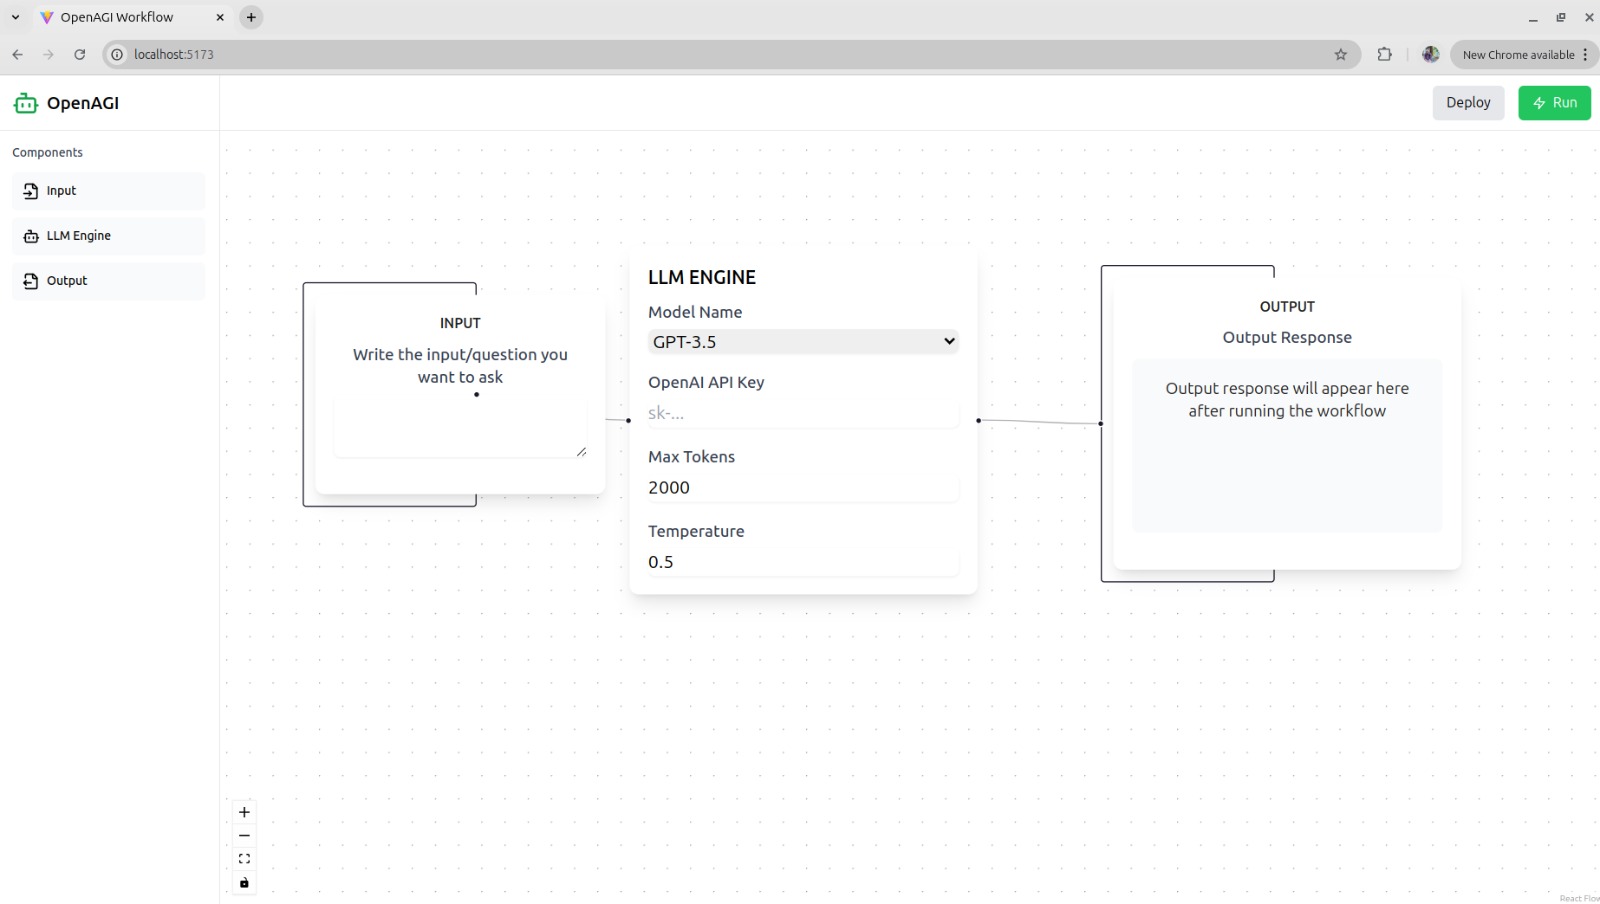 OpenAGI Workflow
localhost:5173
New Chrome available
OpenAGI
Deploy
Run
Components
Input
LLM Engine
Output
INPUT
Write the input/question you
want to ask
LLM ENGINE
Model Name
GPT-3.5
OpenAI API Key
sk-...
Max Tokens
2000
Temperature
0.5
OUTPUT
Output Response
Output response will appear here
after running the workflow
React Flow